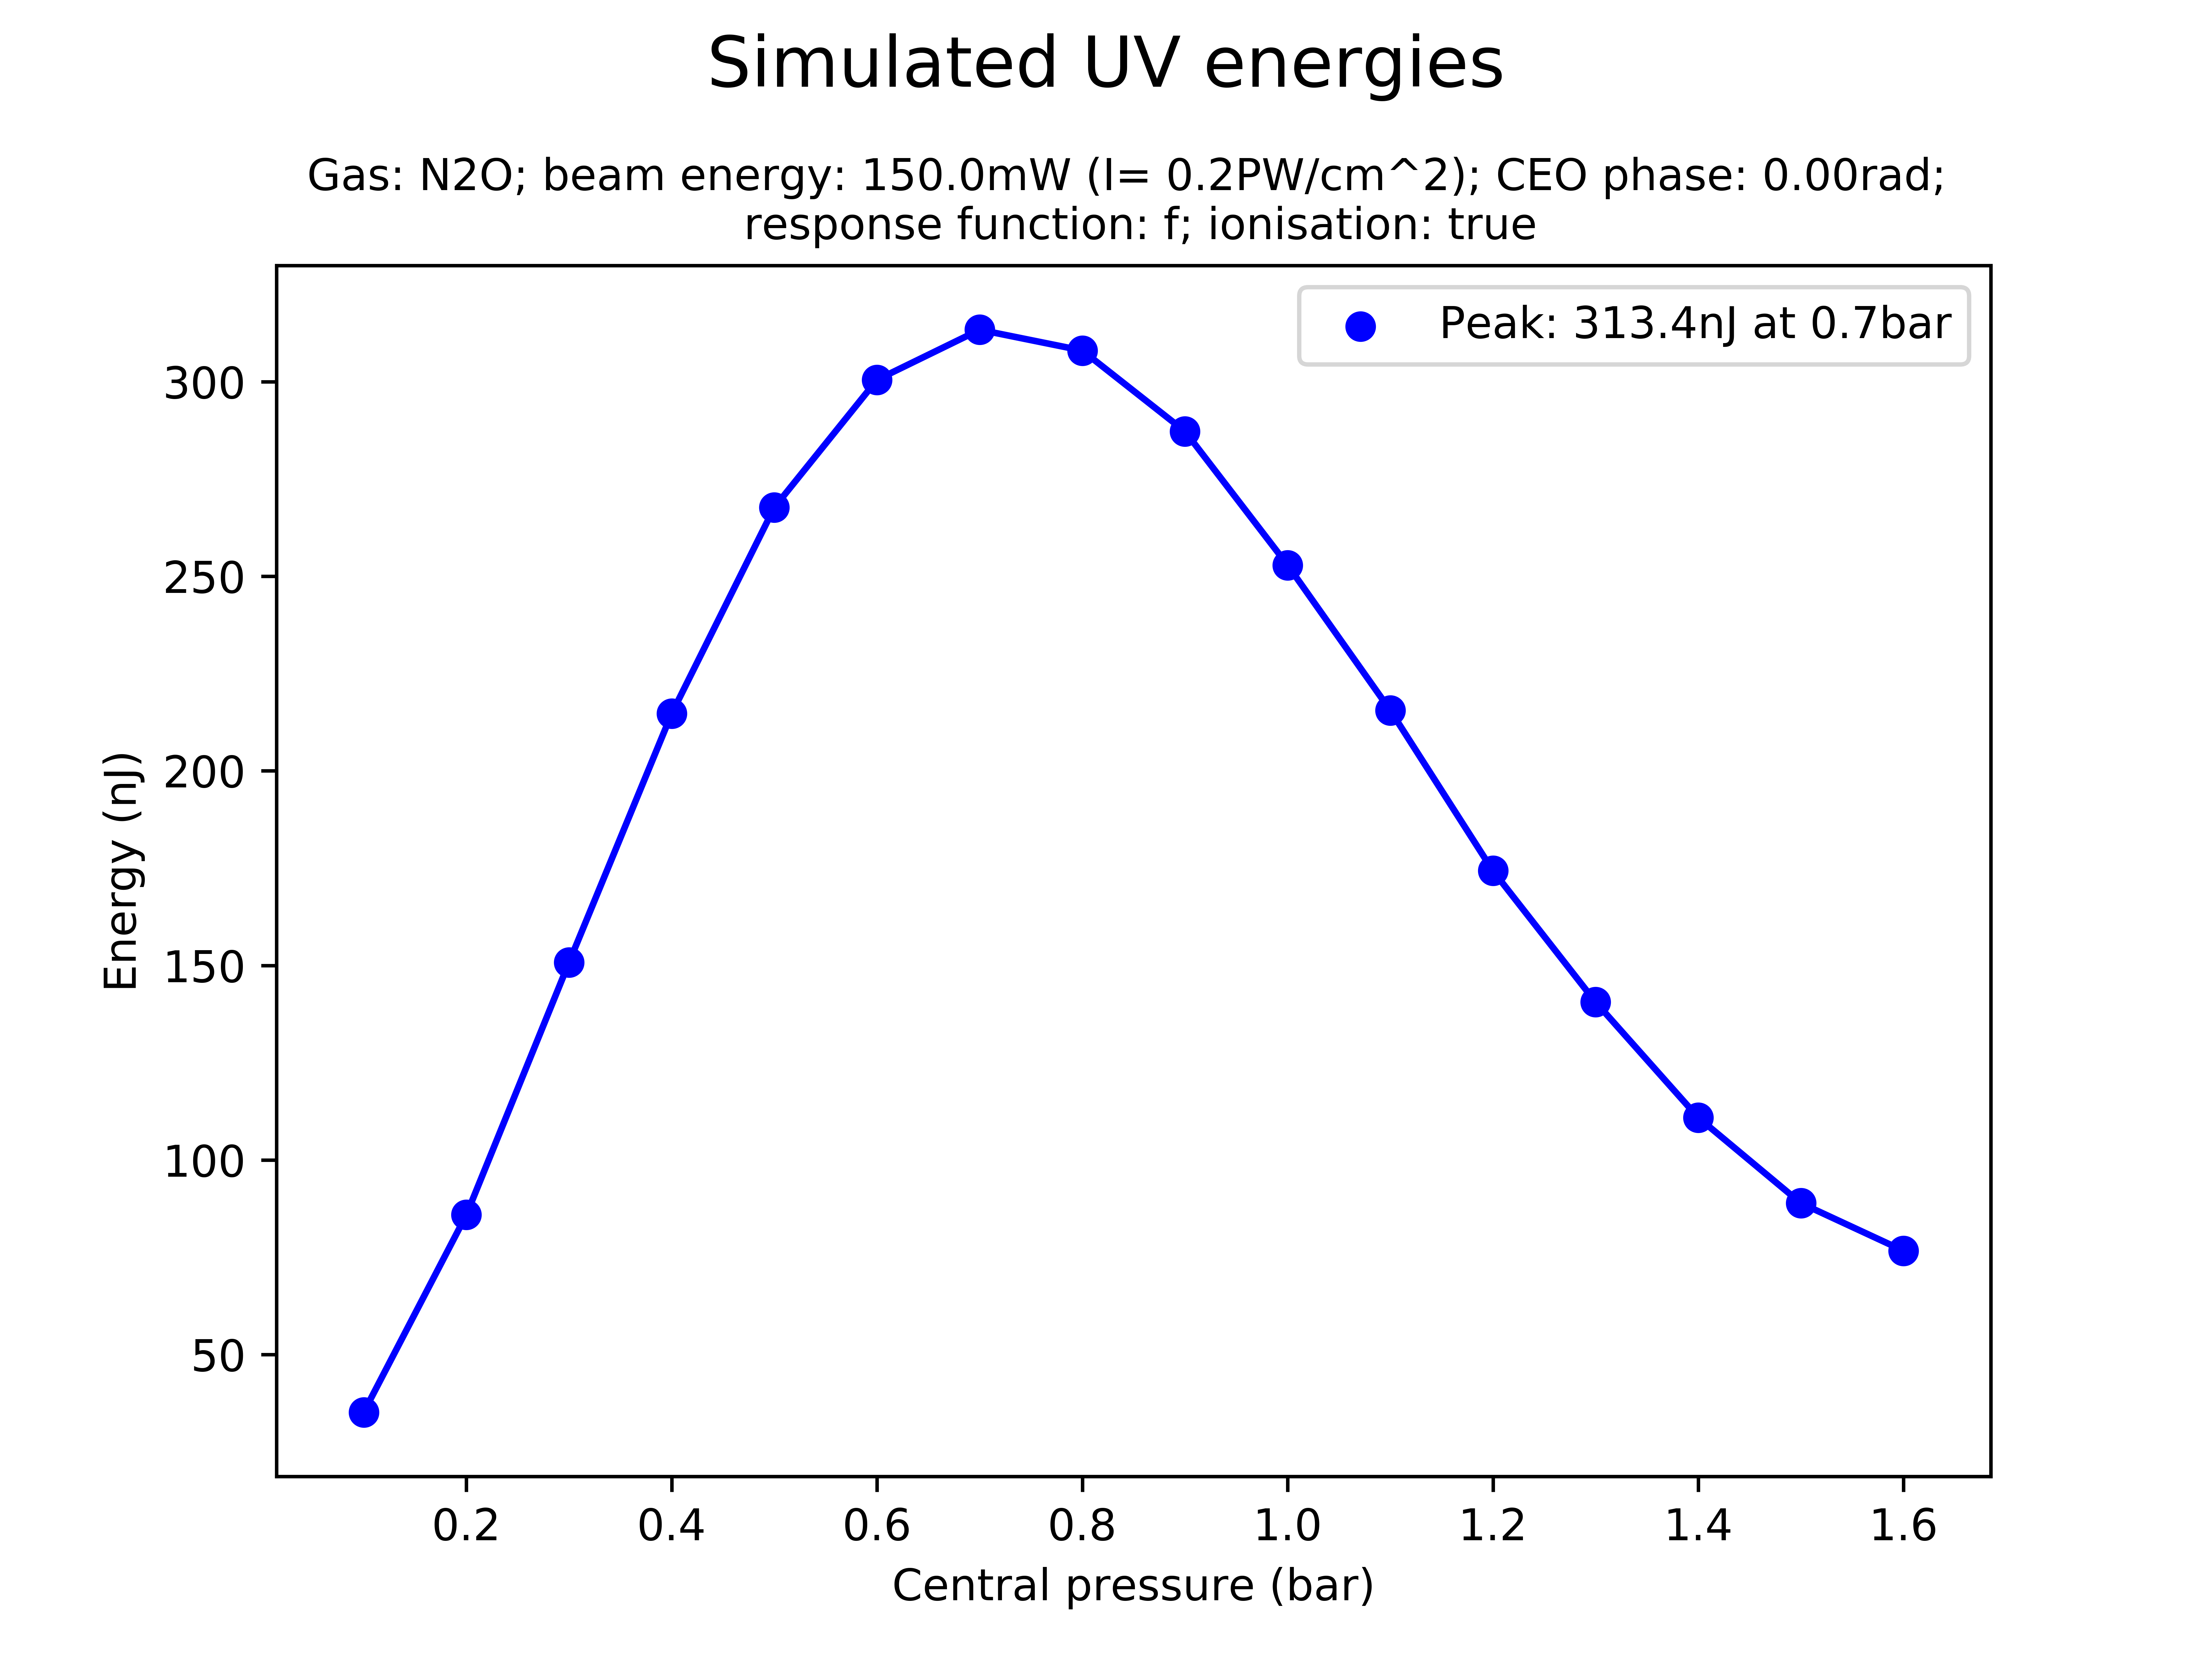 Simulated UV energies
Gas: N2O; beam energy: 150.0mW (I= 0.2PW/cm^2); CEO phase: 0.00rad;
response function: f; ionisation: true
Peak: 313.4nJ at 0.7bar
300
250
200
150
100
50
Energy (nJ)
0.2 0.4 0.6 0.8 1.0 1.2 1.4 1.6
Central pressure (bar)